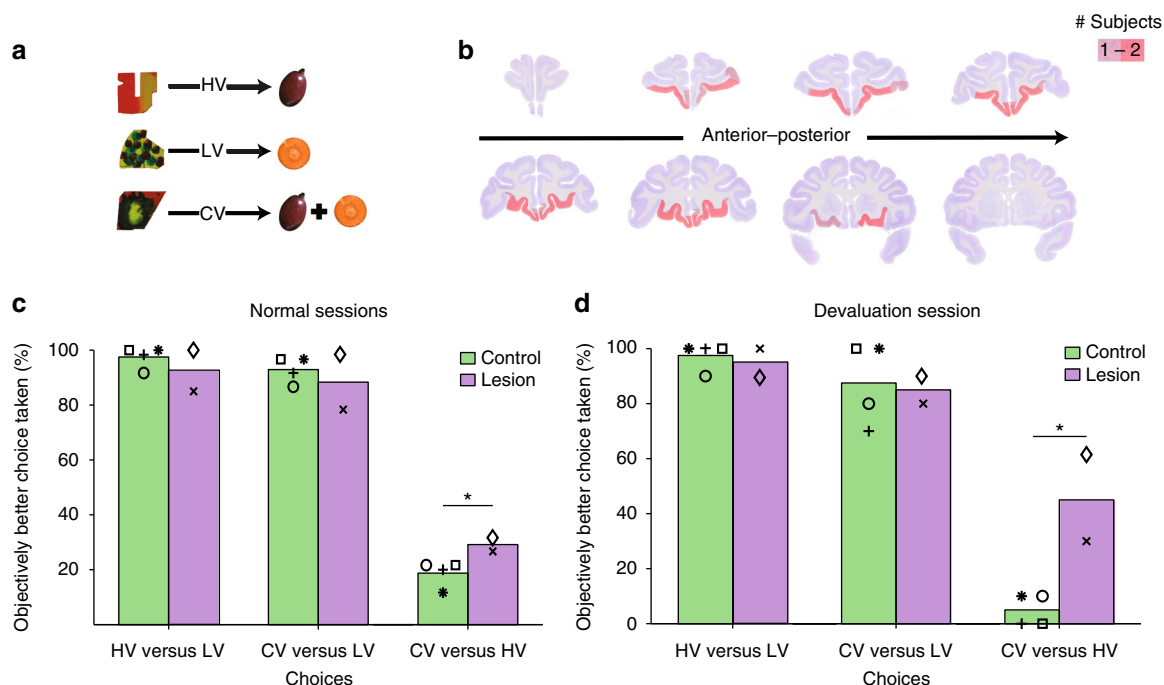 a
HV
LV
CV
b
# Subjects
1 – 2
Anterior–posterior
c
Normal sessions
Objectively better choice taken (%)
100
80
60
40
20
Control
Lesion
*
HV versus LV
CV versus LV
CV versus HV
Choices
d
Devaluation session
Objectively better choice taken (%)
100
80
60
40
20
0
Control
Lesion
*
HV versus LV
CV versus LV
CV versus HV
Choices